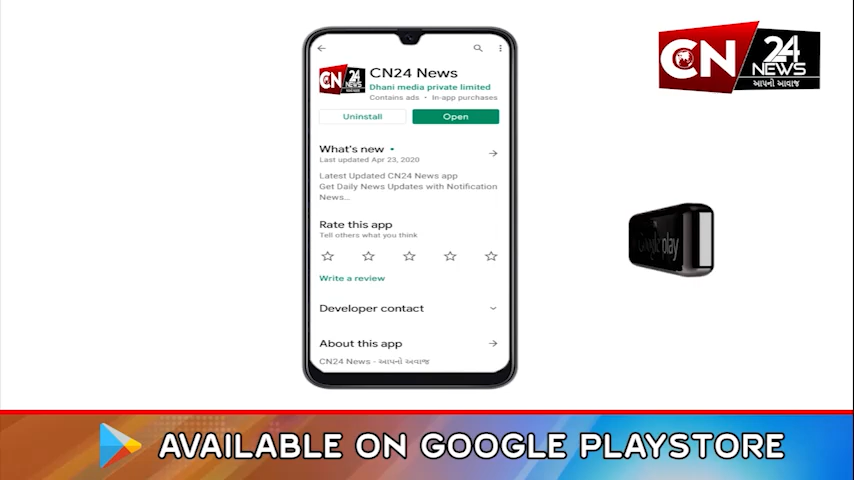 CN24 News
Dhani media private limited
Contains ads • In-app purchases
Uninstall
Open
What's new •
Last updated Apr 23, 2020
Latest Updated CN24 News app
Get Daily News Updates with Notification
News...
Rate this app
Tell others what you think
Write a review
Developer contact
About this app
CN24 News - આપનો અવાજ
CN 24
NEWS
આપનો અવાજ
CN 24
NEWS
Google play
AVAILABLE ON GOOGLE PLAYSTORE